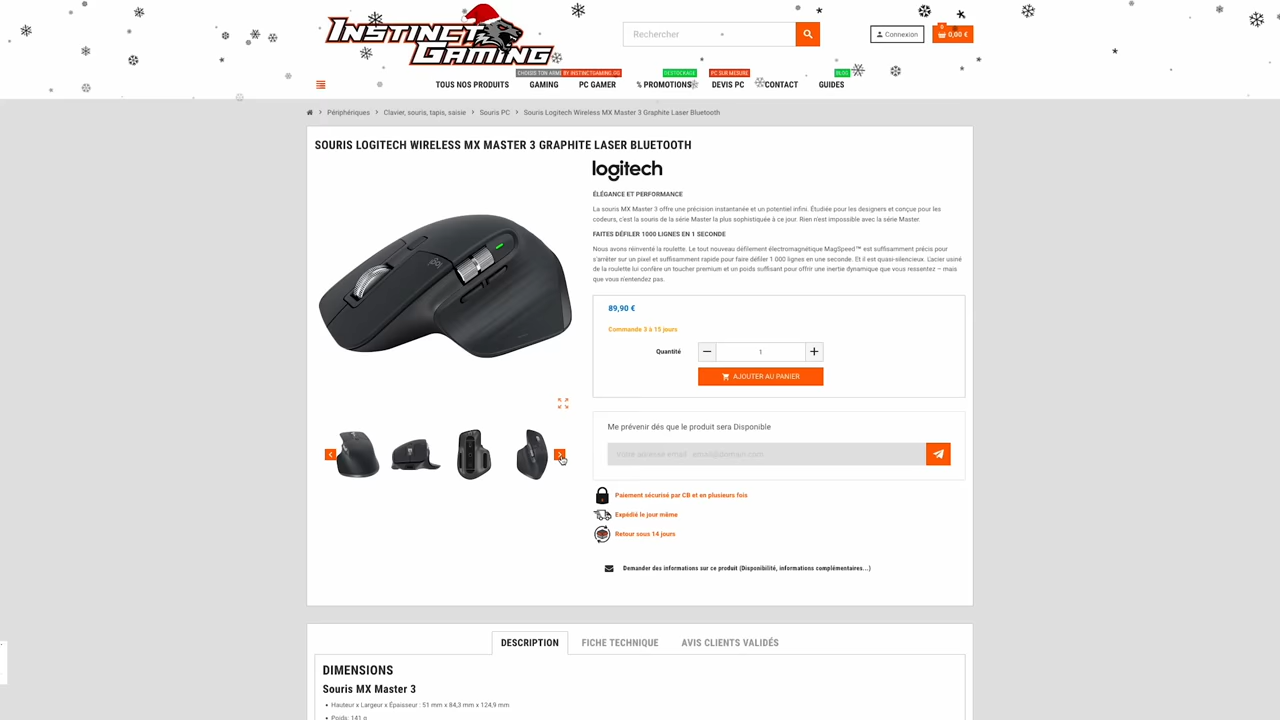 INSTINCT
GAMING
Rechercher
Connexion
0
0,00 €
CHOISIS TON ARME
BY INSTINCTGAMING.GG
DESTOCKAGE
PC SUR MESURE
BLOG
TOUS NOS PRODUITS
GAMING
PC GAMER
% PROMOTIONS
DEVIS PC
CONTACT
GUIDES
Périphériques
Clavier, souris, tapis, saisie
Souris PC
Souris Logitech Wireless MX Master 3 Graphite Laser Bluetooth
SOURIS LOGITECH WIRELESS MX MASTER 3 GRAPHITE LASER BLUETOOTH
logitech
ÉLÉGANCE ET PERFORMANCE
La souris MX Master 3 offre une précision instantanée et un potentiel infini. Étudiée pour les designers et conçue pour les
codeurs, c'est la souris de la série Master la plus sophistiquée à ce jour. Rien n'est impossible avec la série Master.
FAITES DÉFILER 1000 LIGNES EN 1 SECONDE
Nous avons réinventé la roulette. Le tout nouveau défilement électromagnétique MagSpeed™ est suffisamment précis pour
s'arrêter sur un pixel et suffisamment rapide pour faire défiler 1 000 lignes en une seconde. Et il est quasi-silencieux. L'acier usiné
de la roulette lui confère un toucher premium et un poids suffisant pour offrir une inertie dynamique que vous ressentez – mais
que vous n'entendez pas.
89,90 €
Commande 3 à 15 jours
Quantité
1
AJOUTER AU PANIER
Me prévenir dés que le produit sera Disponible
Votre adresse email : email@domain.com
Paiement sécurisé par CB et en plusieurs fois
Expédié le jour même
Retour sous 14 jours
Demander des informations sur ce produit (Disponibilité, informations complémentaires...)
DESCRIPTION
FICHE TECHNIQUE
AVIS CLIENTS VALIDÉS
DIMENSIONS
Souris MX Master 3
• Hauteur x Largeur x Épaisseur : 51 mm x 84,3 mm x 124,9 mm
• Poids: 141 g